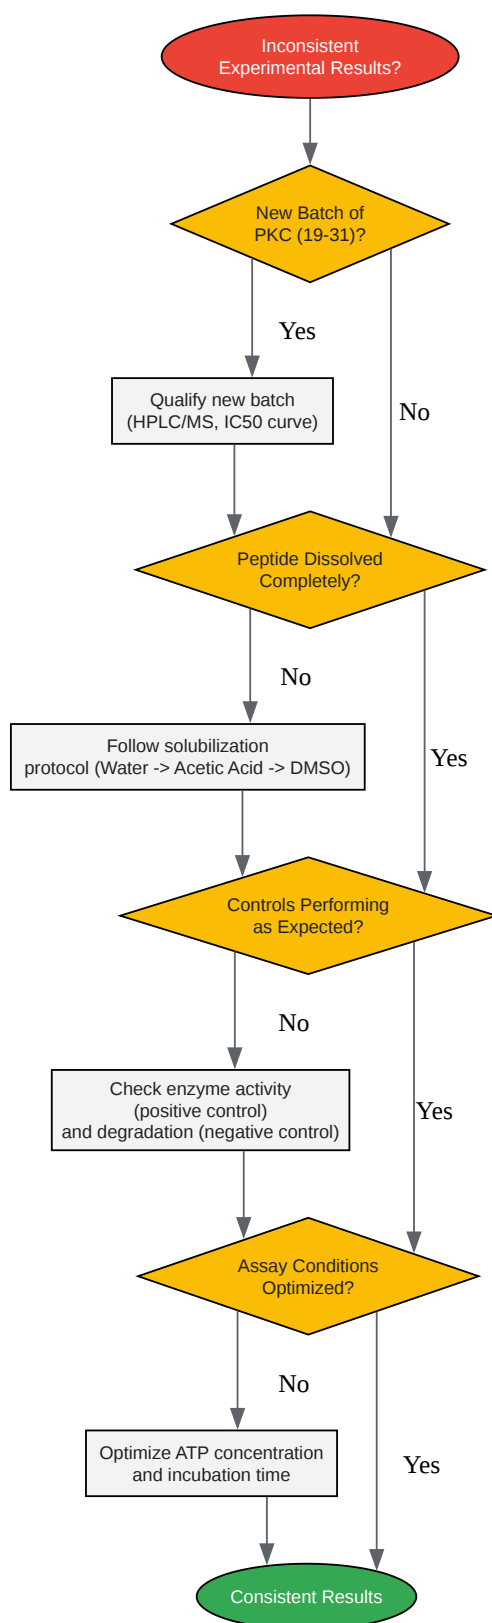 Inconsistent
Experimental Results?
New Batch of
PKC (19-31)?
Yes
Qualify new batch
(HPLC/MS, IC50 curve)
No
Peptide Dissolved
Completely?
No
Follow solubilization
protocol (Water -> Acetic Acid -> DMSO)
Yes
Controls Performing
as Expected?
No
Check enzyme activity
(positive control)
and degradation (negative control)
Yes
Assay Conditions
Optimized?
No
Optimize ATP concentration
and incubation time
Yes
Consistent Results